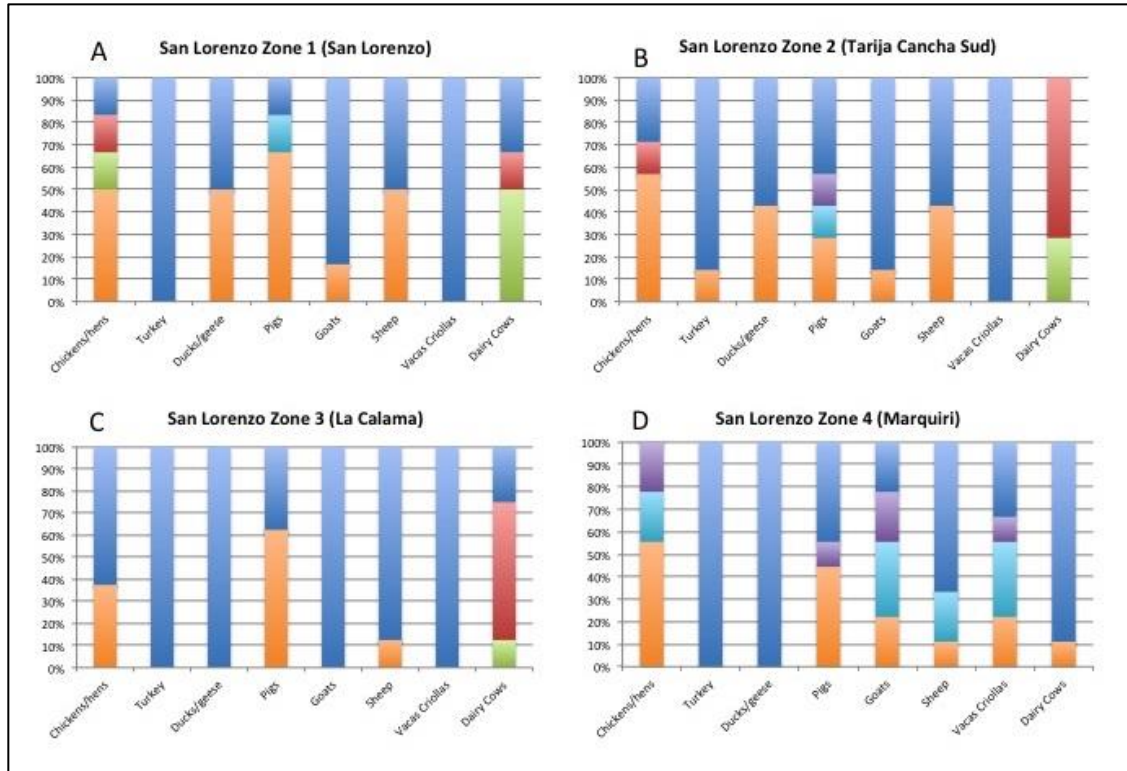 A
San Lorenzo Zone 1 (San Lorenzo)
100%
90%
80%
70%
60%
50%
40%
30%
20%
10%
0%
Chickens/hens
Turkey
Ducks/geese
Pigs
Goats
Sheep
Vacas Criollas
Dairy Cows
B
San Lorenzo Zone 2 (Tarija Cancha Sud)
100%
90%
80%
70%
60%
50%
40%
30%
20%
10%
0%
Chickens/hens
Turkey
Ducks/geese
Pigs
Goats
Sheep
Vacas Criollas
Dairy Cows
C
San Lorenzo Zone 3 (La Calama)
100%
90%
80%
70%
60%
50%
40%
30%
20%
10%
0%
Chickens/hens
Turkey
Ducks/geese
Pigs
Goats
Sheep
Vacas Criollas
Dairy Cows
D
San Lorenzo Zone 4 (Marquiri)
100%
90%
80%
70%
60%
50%
40%
30%
20%
10%
0%
Chickens/hens
Turkey
Ducks/geese
Pigs
Goats
Sheep
Vacas Criollas
Dairy Cows